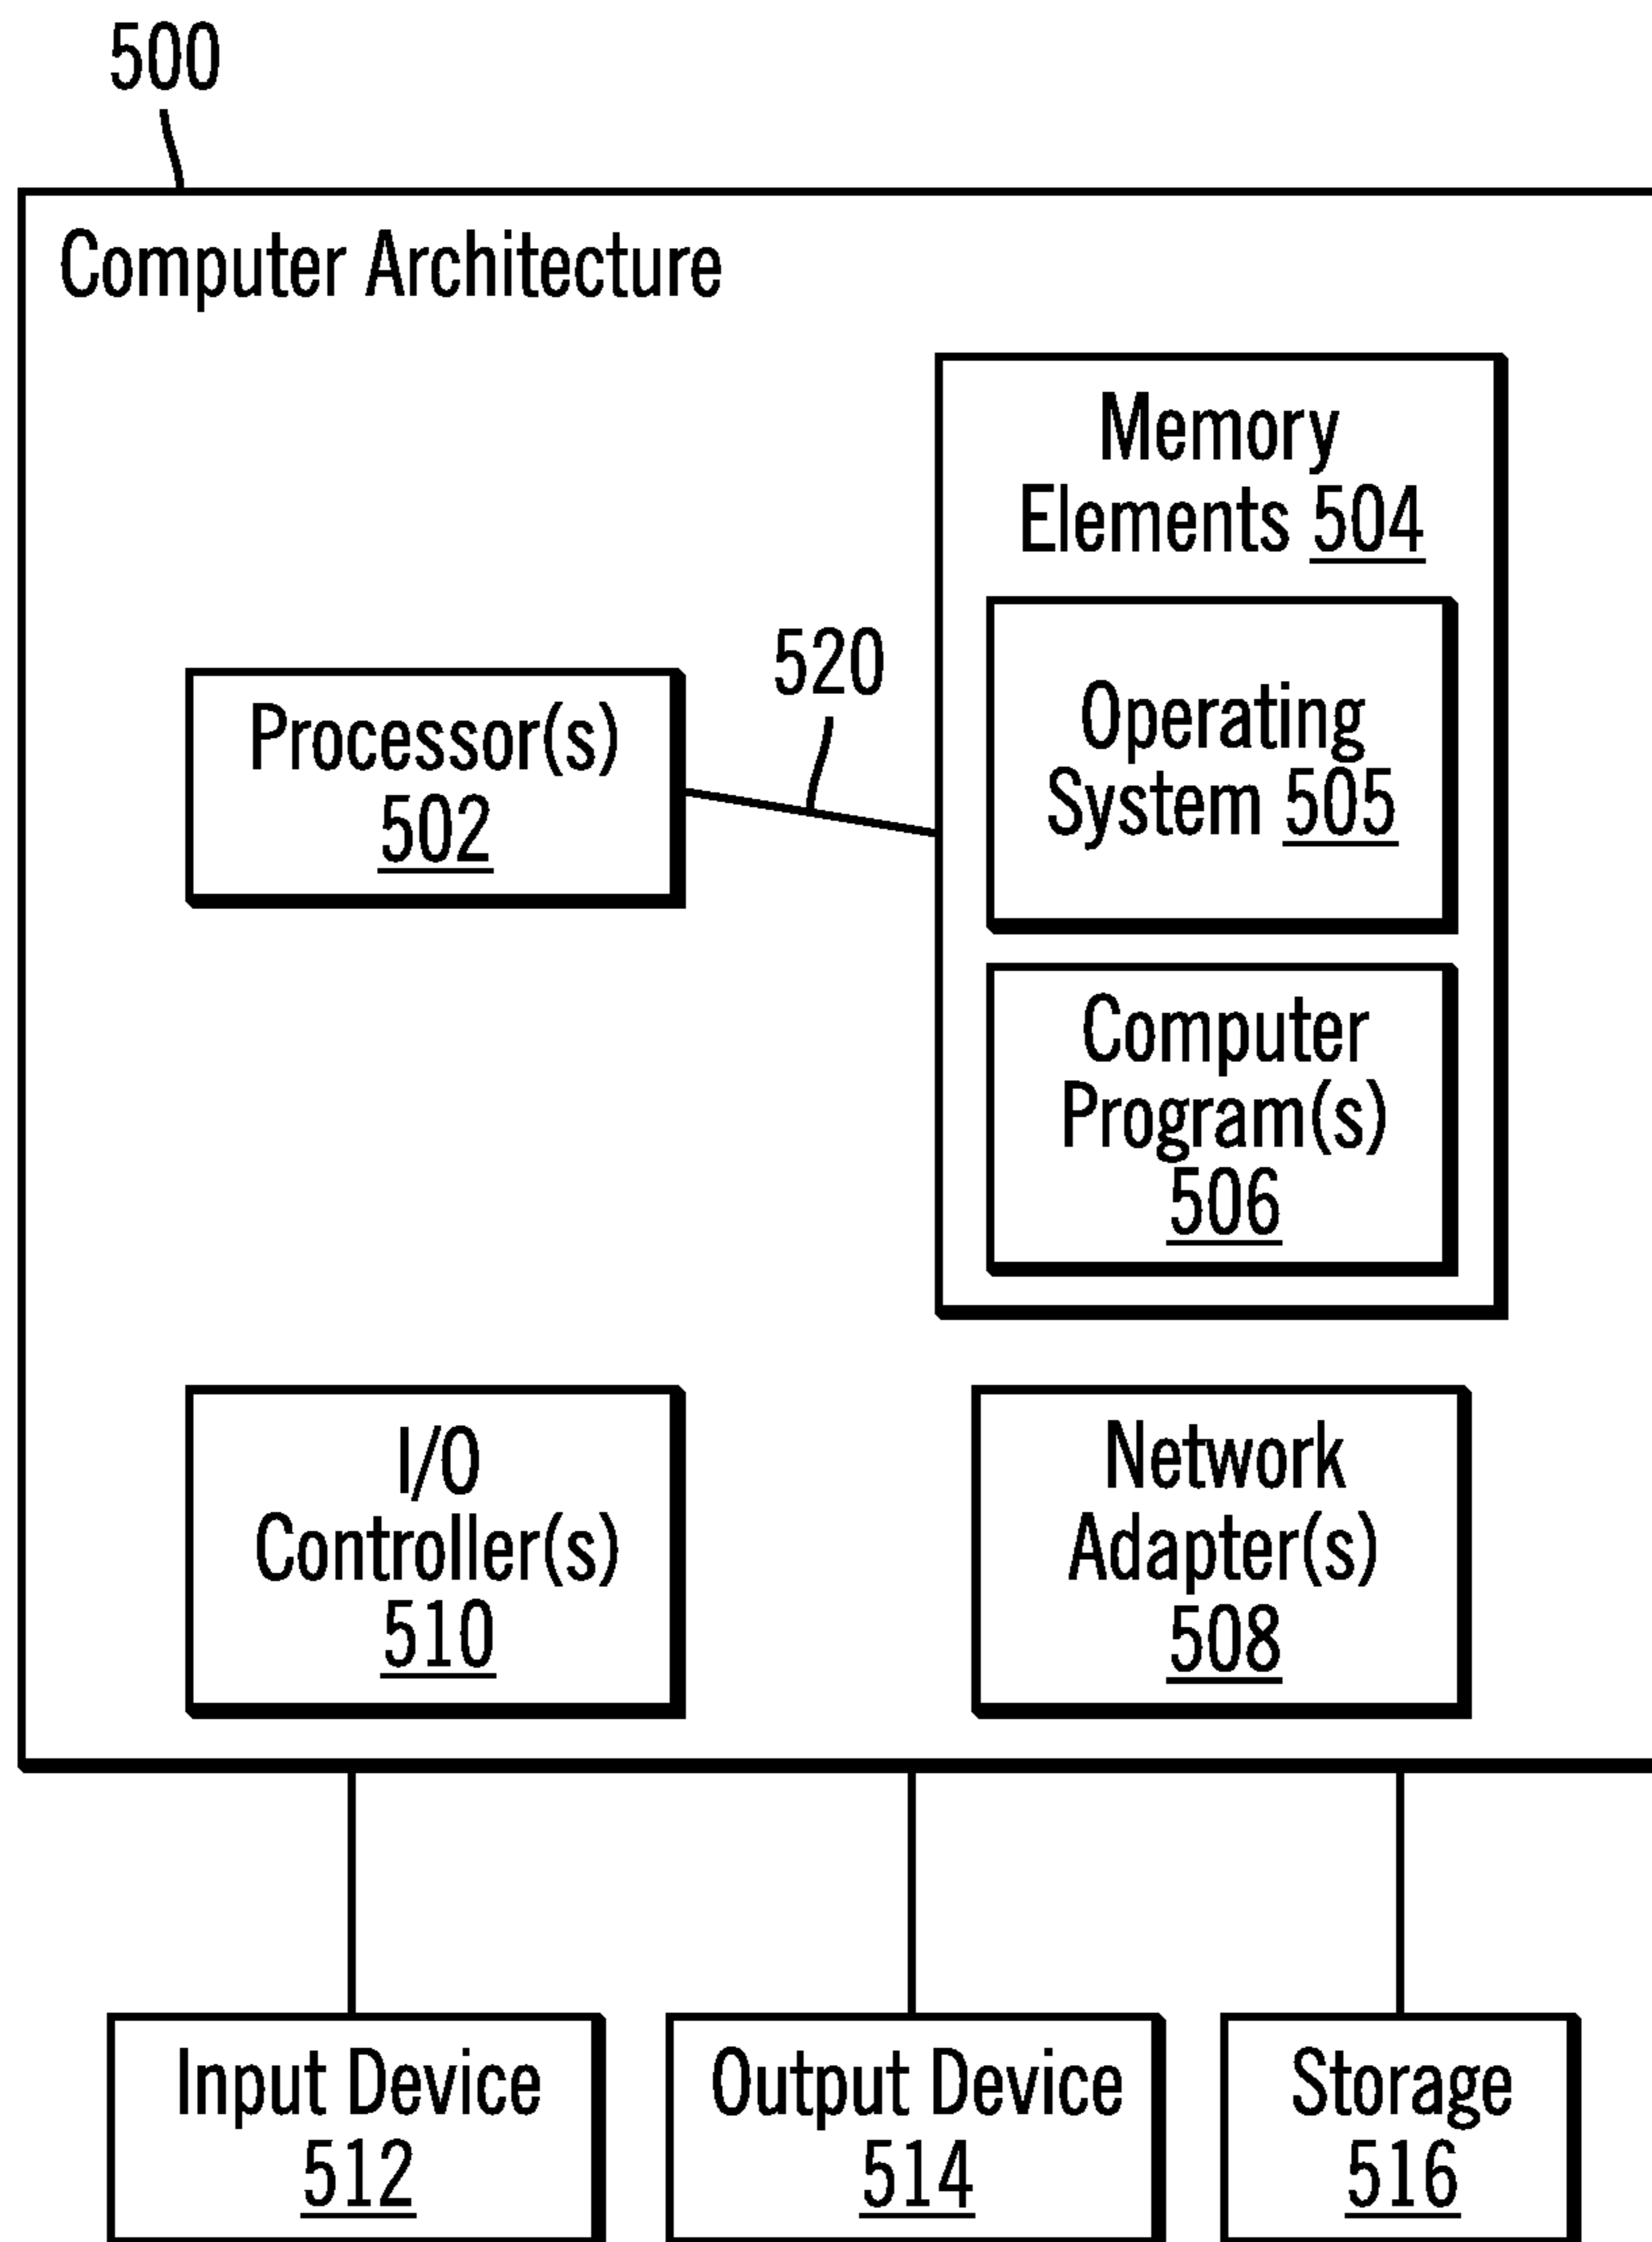 500
Computer Architecture
Memory
Elements 504
520
Processor(s)
502
Operating
System 505
Computer
Program(s)
506
I/O
Controller(s)
510
Network
Adapter(s)
508
Input Device
512
Output Device
514
Storage
516